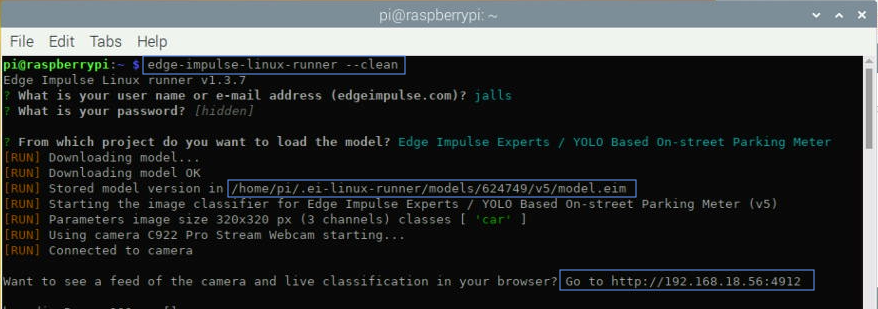 pi@raspberrypi: ~
File Edit Tabs Help
pi@raspberrypi:~ $ edge-impulse-linux-runner --clean
Edge Impulse Linux runner v1.3.7
? What is your user name or e-mail address (edgeimpulse.com)? jalls
? What is your password? [hidden]
? From which project do you want to load the model? Edge Impulse Experts / YOLO Based On-street Parking Meter
[RUN] Downloading model...
[RUN] Downloading model OK
[RUN] Stored model version in /home/pi/.ei-linux-runner/models/624749/v5/model.eim
[RUN] Starting the image classifier for Edge Impulse Experts / YOLO Based On-street Parking Meter (v5)
[RUN] Parameters image size 320x320 px (3 channels) classes [ 'car' ]
[RUN] Using camera C922 Pro Stream Webcam starting...
[RUN] Connected to camera
Want to see a feed of the camera and live classification in your browser? Go to http://192.168.18.56:4912